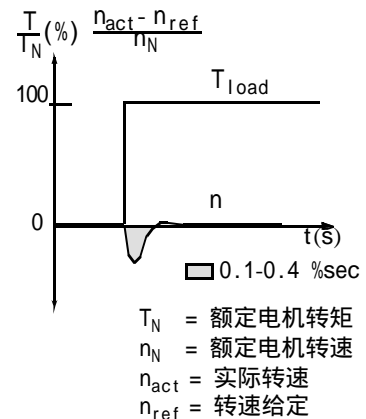 T/T_N (%) n_act - n_ref / n_N
100
T_load
n
0
t(s)
0.1-0.4 %sec
T_N = 额定电机转矩
n_N = 额定电机转速
n_act = 实际转速
n_ref = 转速给定